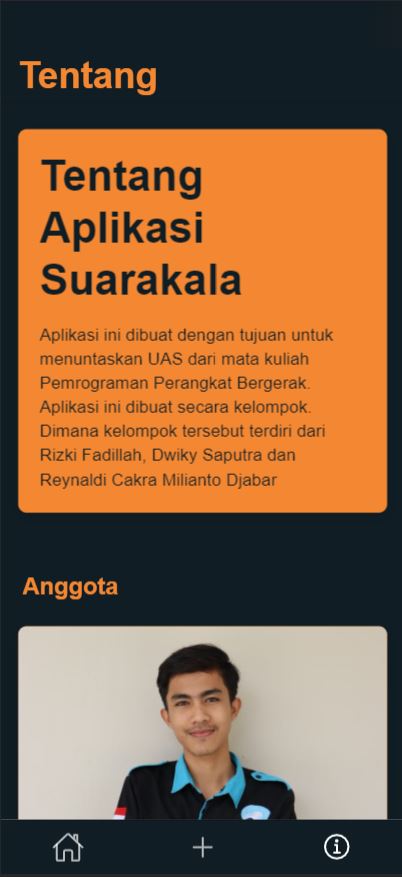 Tentang
Tentang
Aplikasi
Suarakala
Aplikasi ini dibuat dengan tujuan untuk
menuntaskan UAS dari mata kuliah
Pemrograman Perangkat Bergerak.
Aplikasi ini dibuat secara kelompok.
Dimana kelompok tersebut terdiri dari
Rizki Fadillah, Dwiky Saputra dan
Reynaldi Cakra Milianto Djabar
Anggota